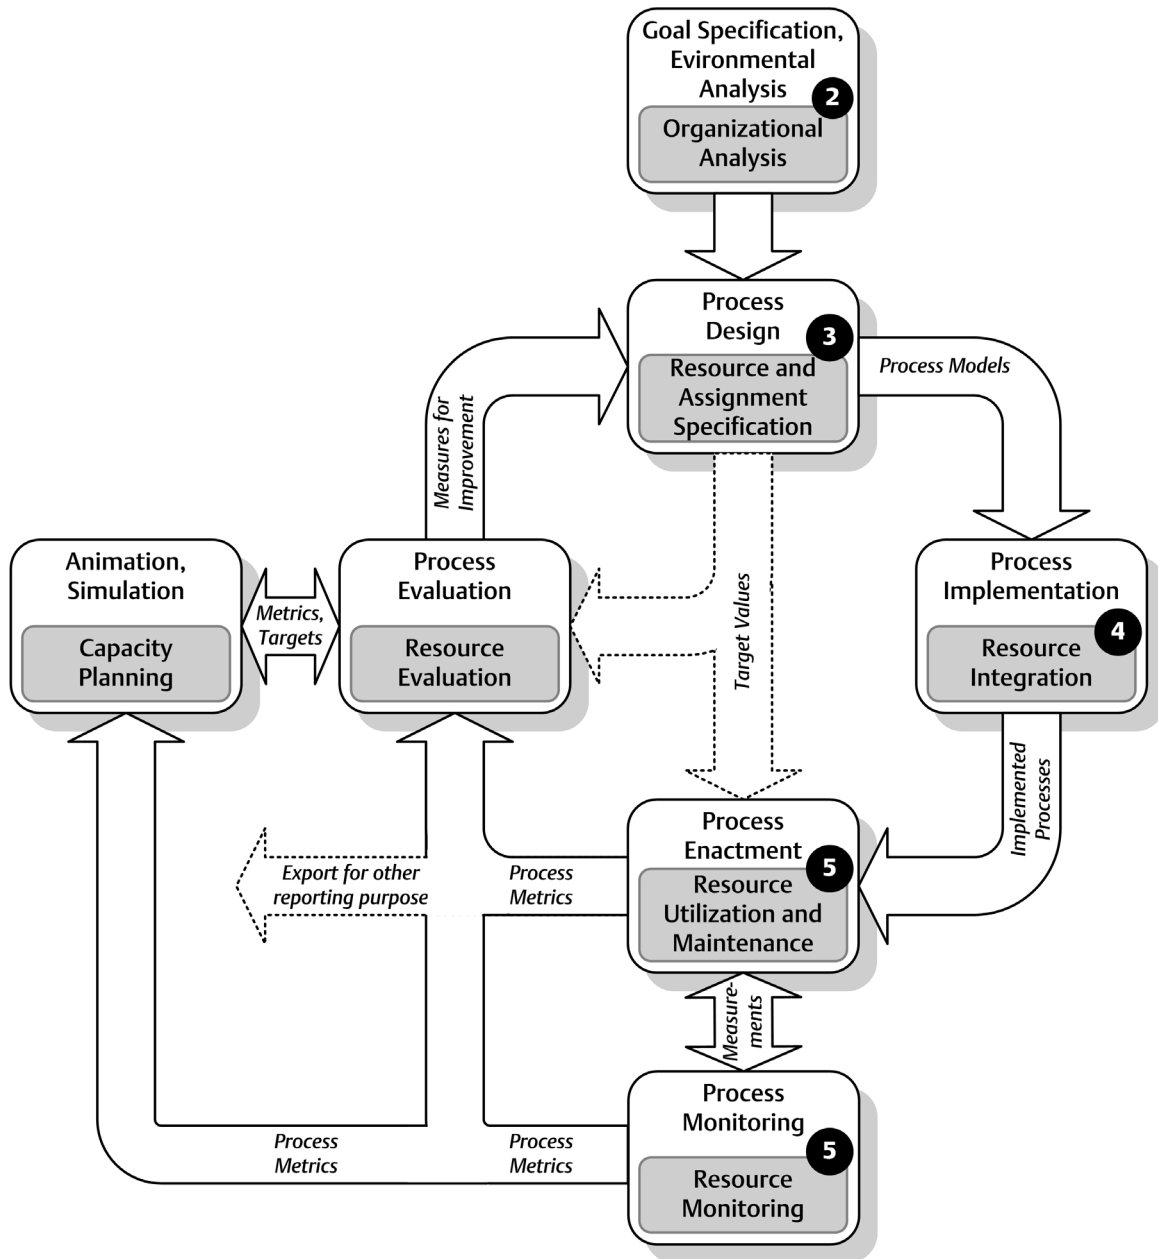 Goal Specification,
Evironmental
Analysis
2
Organizational
Analysis
Process
Design
3
Resource and
Assignment
Specification
Process Models
Measures for
Improvement
Animation,
Simulation
Capacity
Planning
Metrics,
Targets
Process
Evaluation
Resource
Evaluation
Target Values
Process
Implementation
4
Resource
Integration
Implemented
Processes
Process
Enactment
5
Resource
Utilization and
Maintenance
Export for other
reporting purpose
Process
Metrics
Measure-
ments
Process
Monitoring
5
Resource
Monitoring
Process
Metrics
Process
Metrics